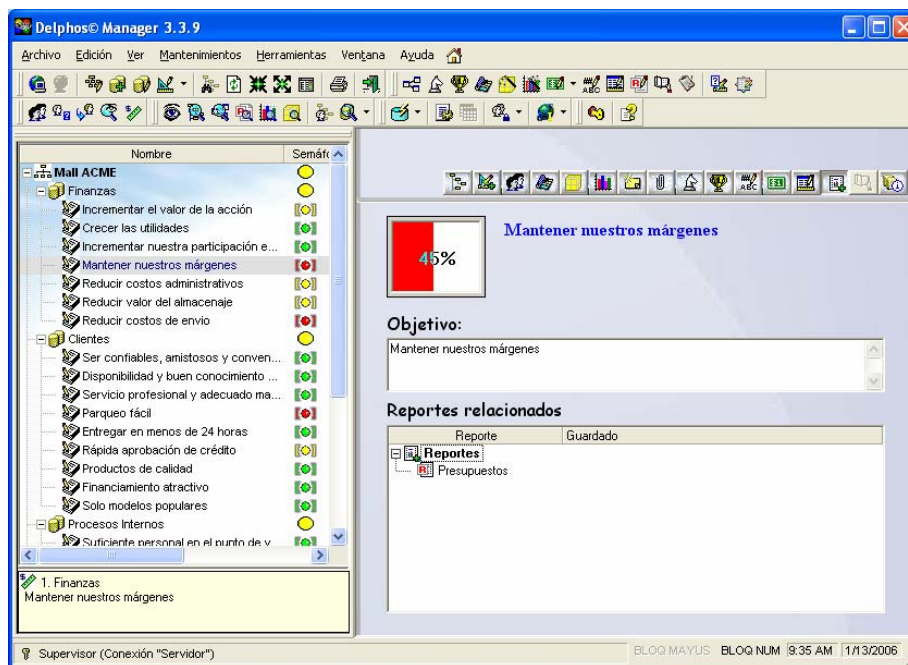 Delphos© Manager 3.3.9
Archivo Edición Ver Mantenimientos Herramientas Ventana Ayuda
Nombre Semáfo
Mall ACME
Finanzas
Incrementar el valor de la acción
Crecer las utilidades
Incrementar nuestra participación e...
Mantener nuestros márgenes
Reducir costos administrativos
Reducir valor del almacenaje
Reducir costos de envio
Clientes
Ser confiables, amistosos y conven...
Disponibilidad y buen conocimiento ...
Servicio profesional y adecuado ma...
Parqueo fácil
Entregar en menos de 24 horas
Rápida aprobación de crédito
Productos de calidad
Financiamiento atractivo
Solo modelos populares
Procesos Internos
Suficiente personal en el punto de v...
1. Finanzas
Mantener nuestros márgenes
45%
Mantener nuestros márgenes
Objetivo:
Mantener nuestros márgenes
Reportes relacionados
Reporte Guardado
Reportes
Presupuestos
Supervisor (Conexión "Servidor") BLOQ MAYUS BLOQ NUM 9:35 AM 1/13/2006